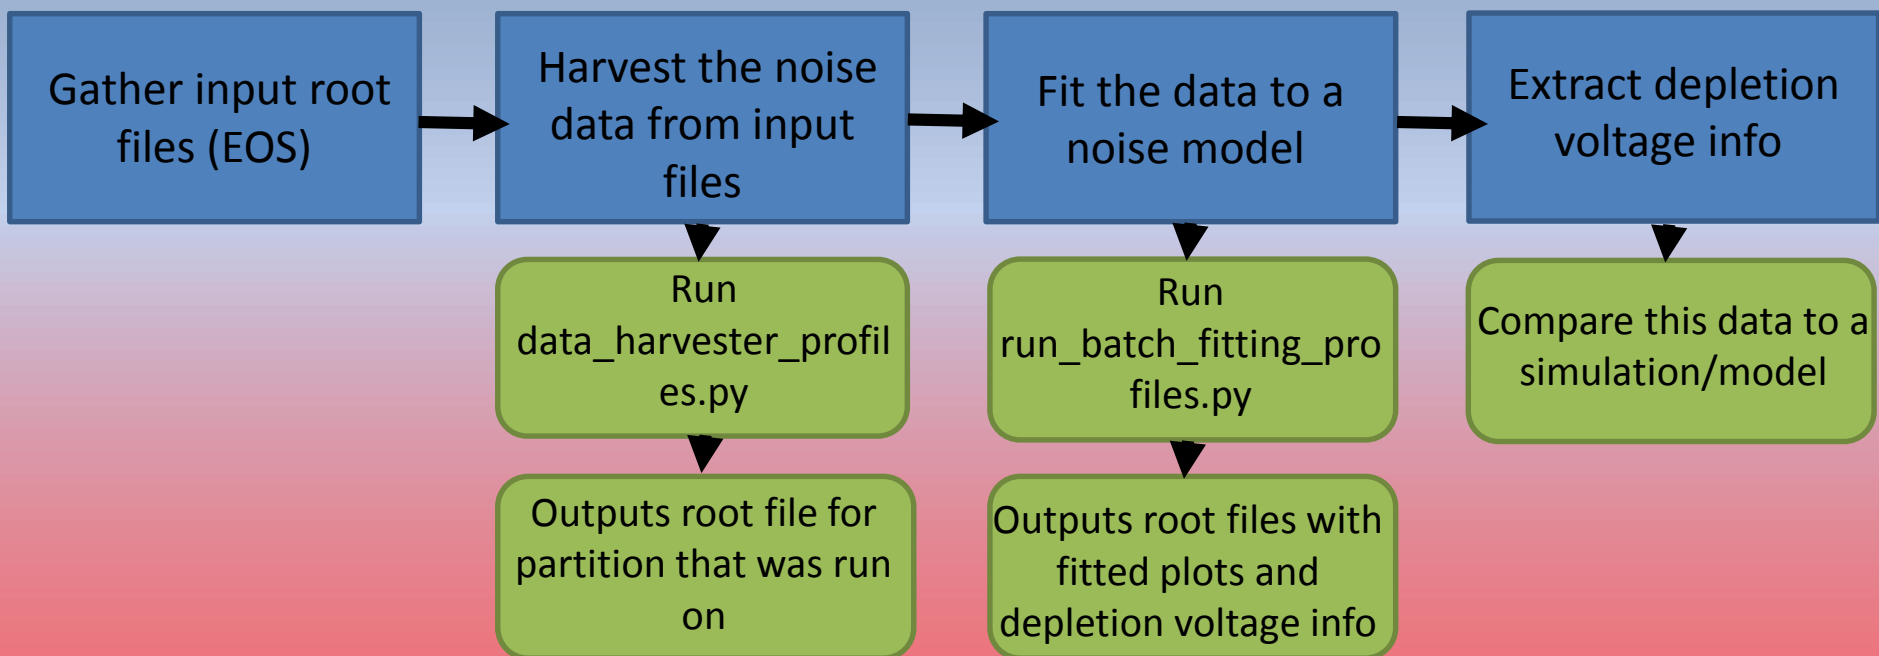 Gather input root
files (EOS)
Harvest the noise
data from input
files
Fit the data to a
noise model
Extract depletion
voltage info
Run
data_harvester_profil
es.py
Run
run_batch_fitting_pro
files.py
Compare this data to a
simulation/model
Outputs root file for
partition that was run
on
Outputs root files with
fitted plots and
depletion voltage info